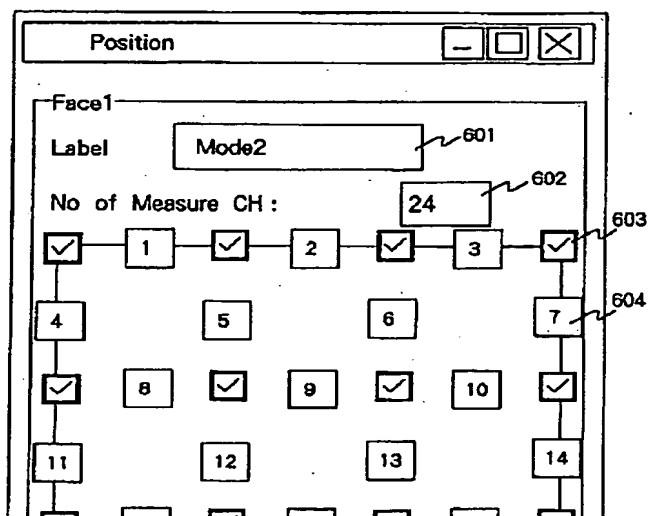 Position
Face1
Label Mode2 601
No of Measure CH : 24 602
1 2 3 603
4 5 6 7 604
8 9 10
11 12 13 14